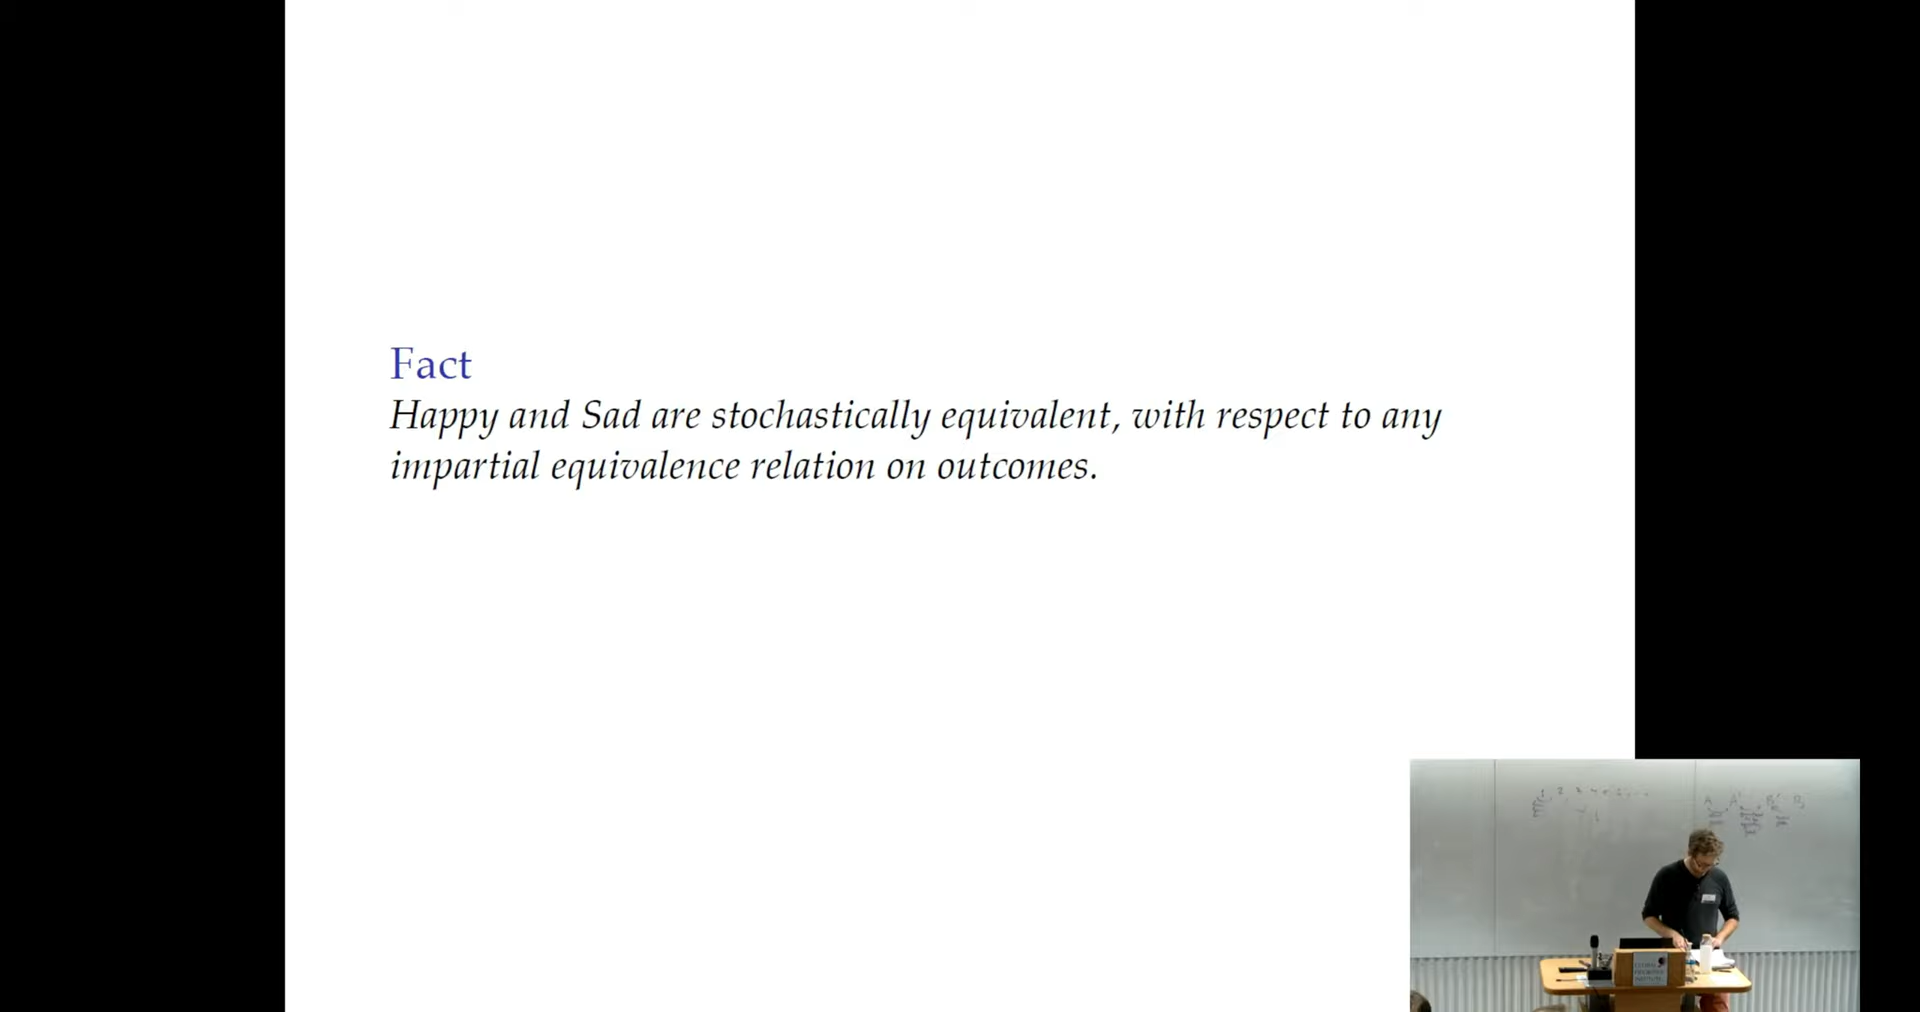 Fact
Happy and Sad are stochastically equivalent, with respect to any
impartial equivalence relation on outcomes.